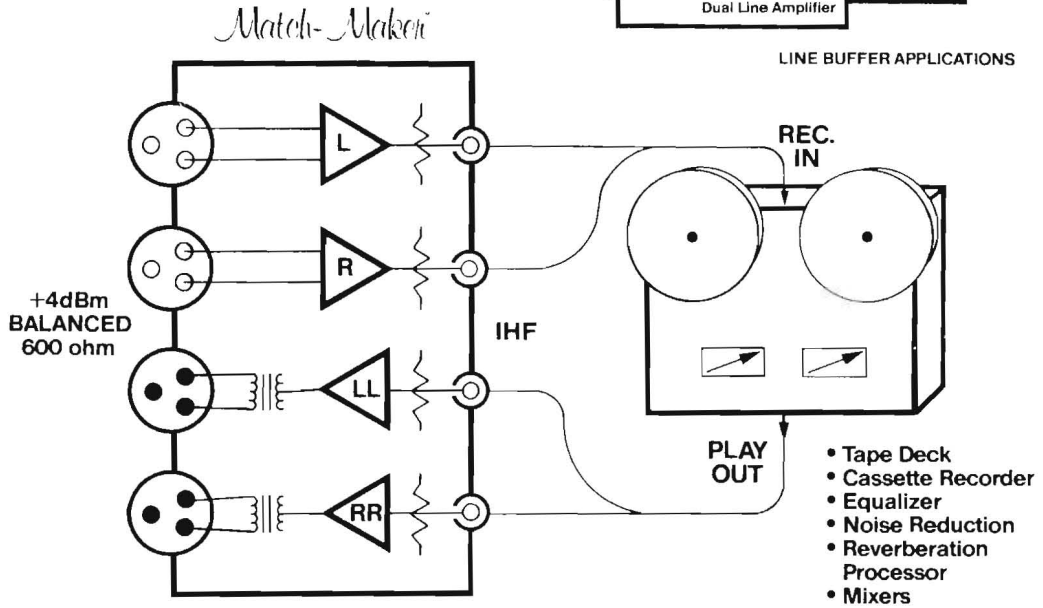 Dual Line Amplifier
Match-Maker
LINE BUFFER APPLICATIONS
L
REC.
IN
R
+4dBm
BALANCED
600 ohm
IHF
LL
RR
PLAY
OUT
• Tape Deck
• Cassette Recorder
• Equalizer
• Noise Reduction
• Reverberation
Processor
• Mixers